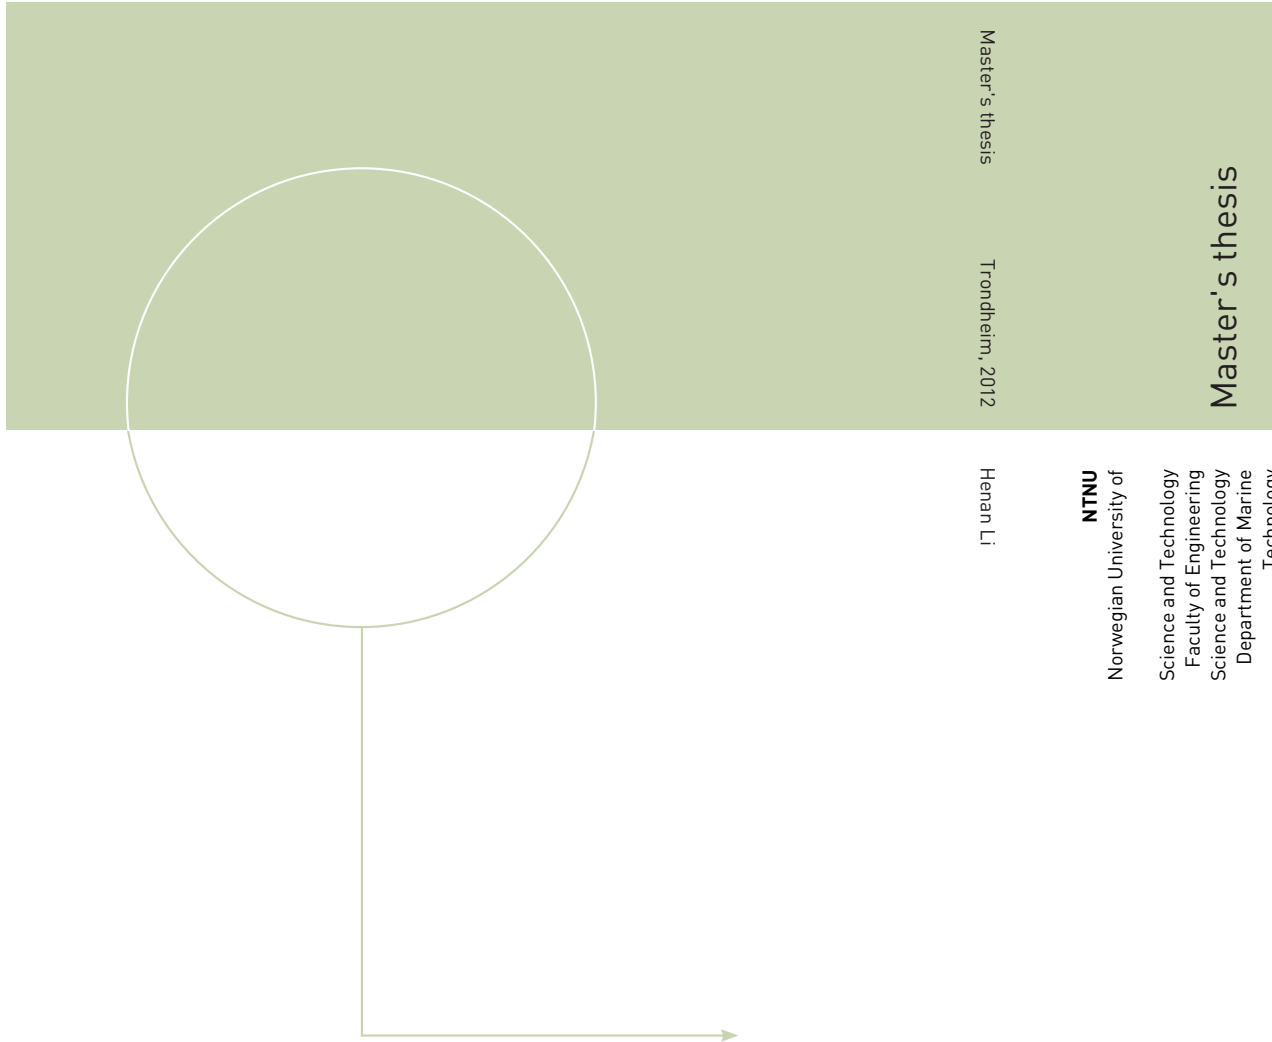 Master's thesis
Trondheim, 2012
Henan Li
Master's thesis
NTNU
Norwegian University of
Science and Technology
Faculty of Engineering
Science and Technology
Department of Marine
Technology